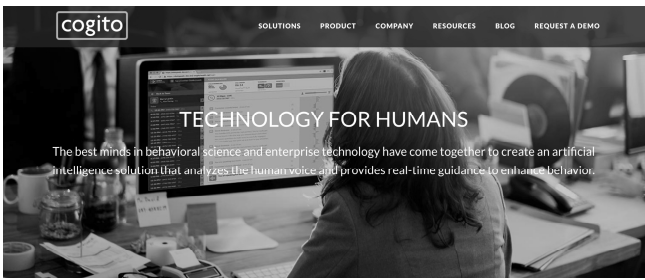 cogito
SOLUTIONS PRODUCT COMPANY RESOURCES BLOG REQUEST A DEMO
TECHNOLOGY FOR HUMANS
The best minds in behavioral science and enterprise technology have come together to create an artificial
intelligence solution that analyzes the human voice and provides real-time guidance to enhance behavior.